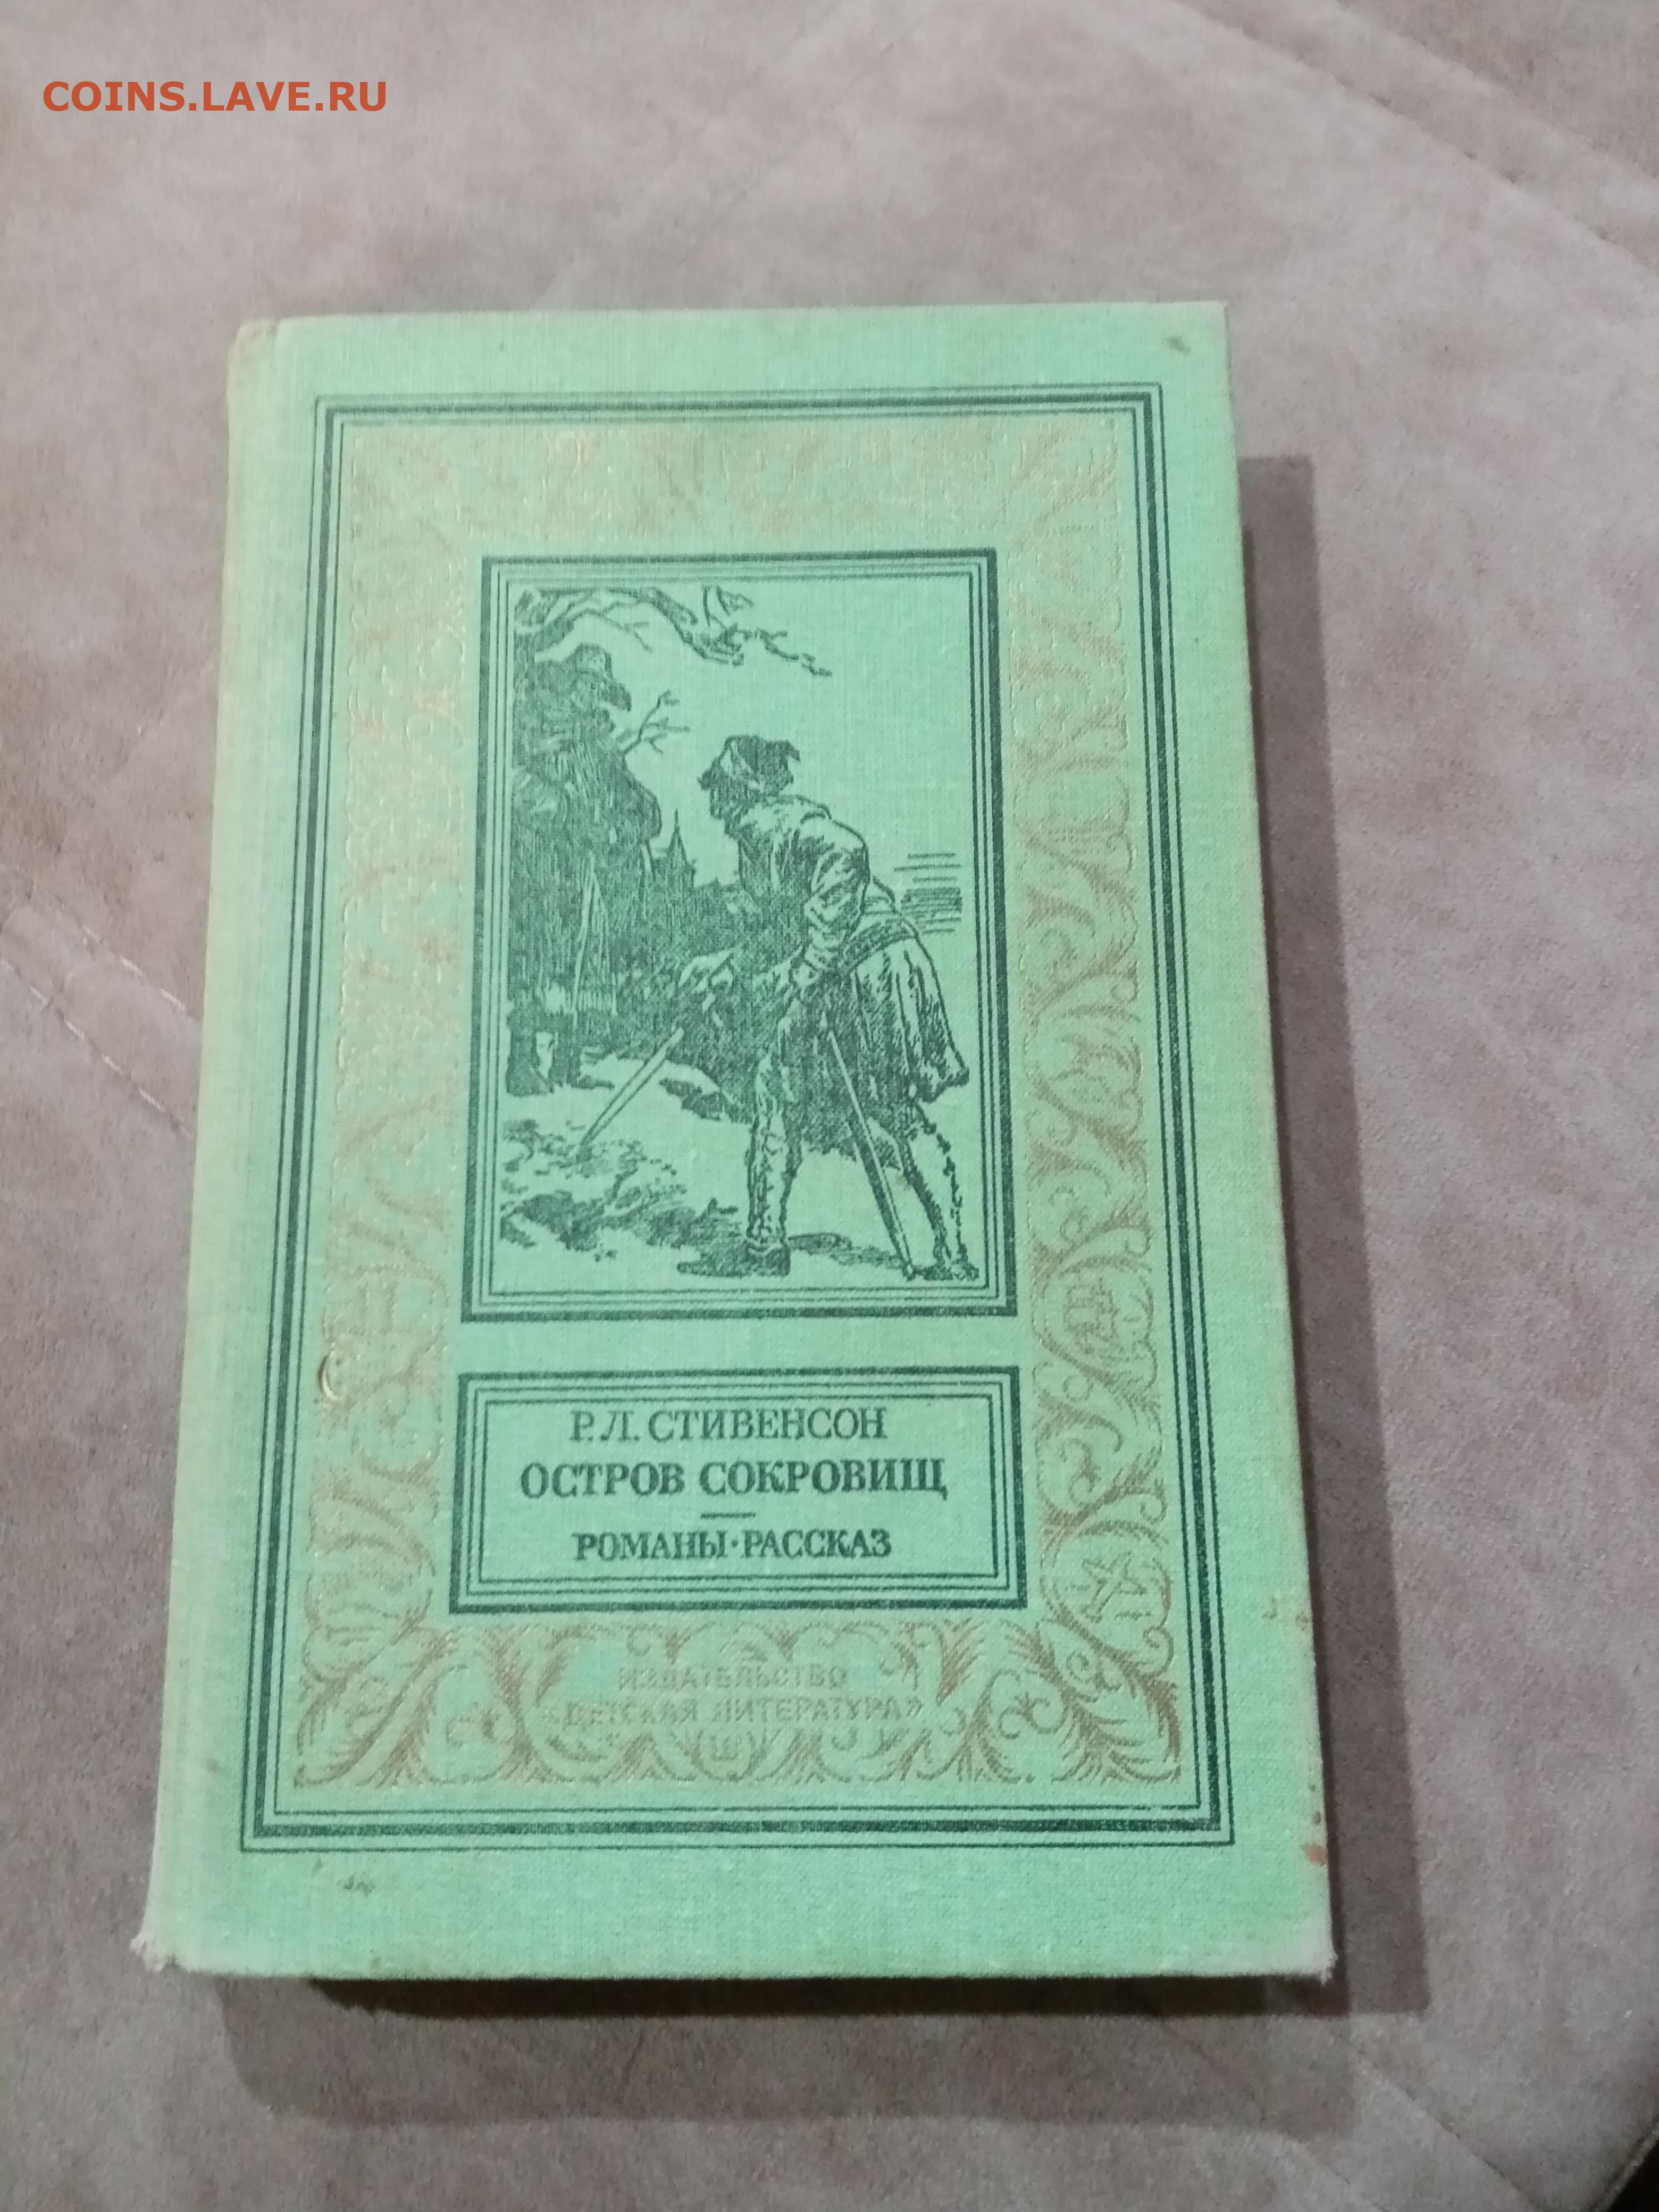 COINS.LAVE.RU
Р. Л. СТИВЕНСОН
ОСТРОВ СОКРОВИЩ
РОМАНЫ·РАССКАЗ
ИЗДАТЕЛЬСТВО
«ДЕТСКАЯ ЛИТЕРАТУРА»